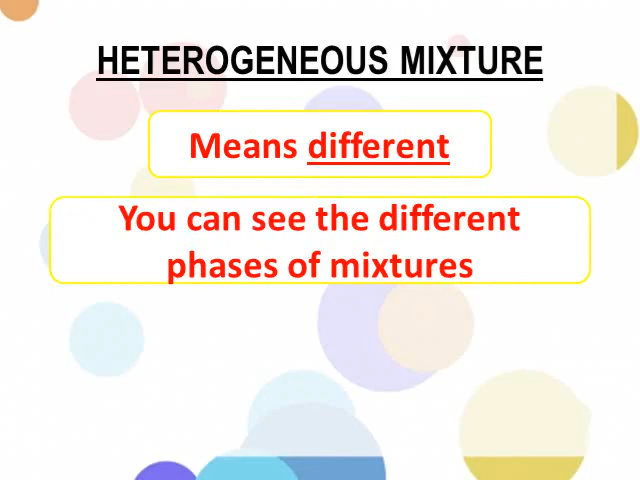 HETEROGENEOUS MIXTURE
Means different
You can see the different
phases of mixtures